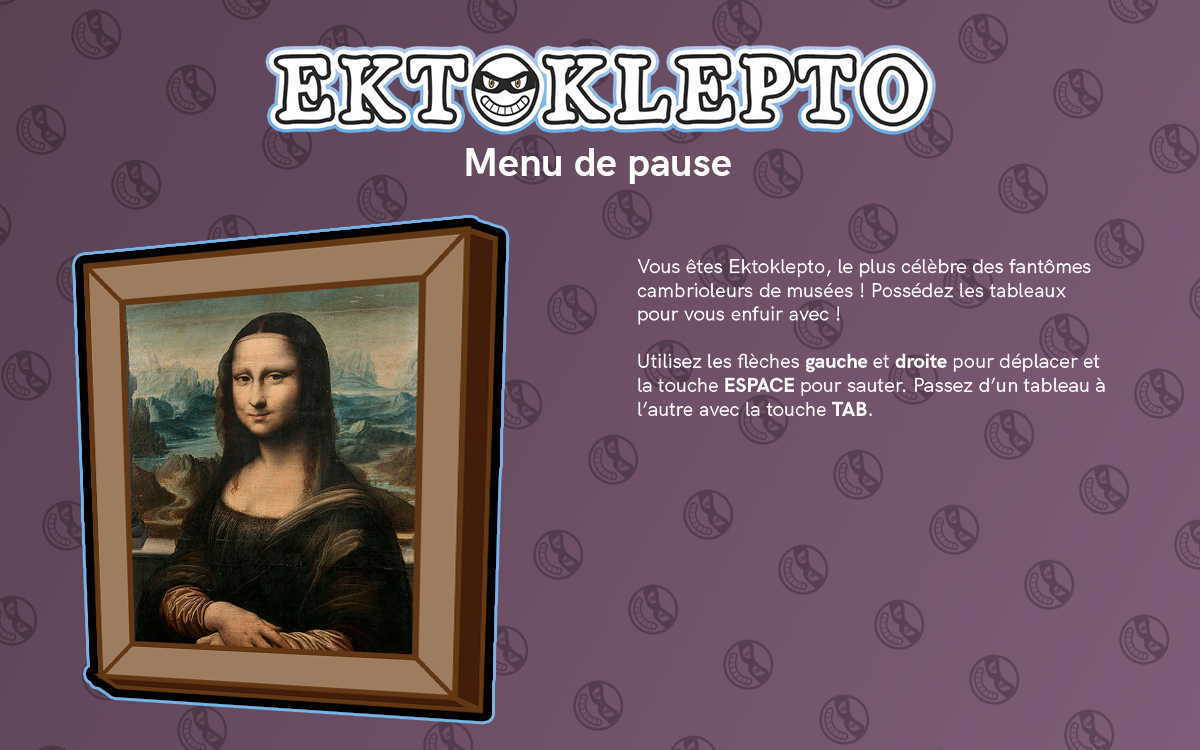 EKTOKLEPTO
Menu de pause
Vous êtes Ektoklepto, le plus célèbre des fantômes
cambrioleurs de musées ! Possédez les tableaux
pour vous enfuir avec !
Utilisez les flèches gauche et droite pour déplacer et
la touche ESPACE pour sauter. Passez d’un tableau à
l’autre avec la touche TAB.